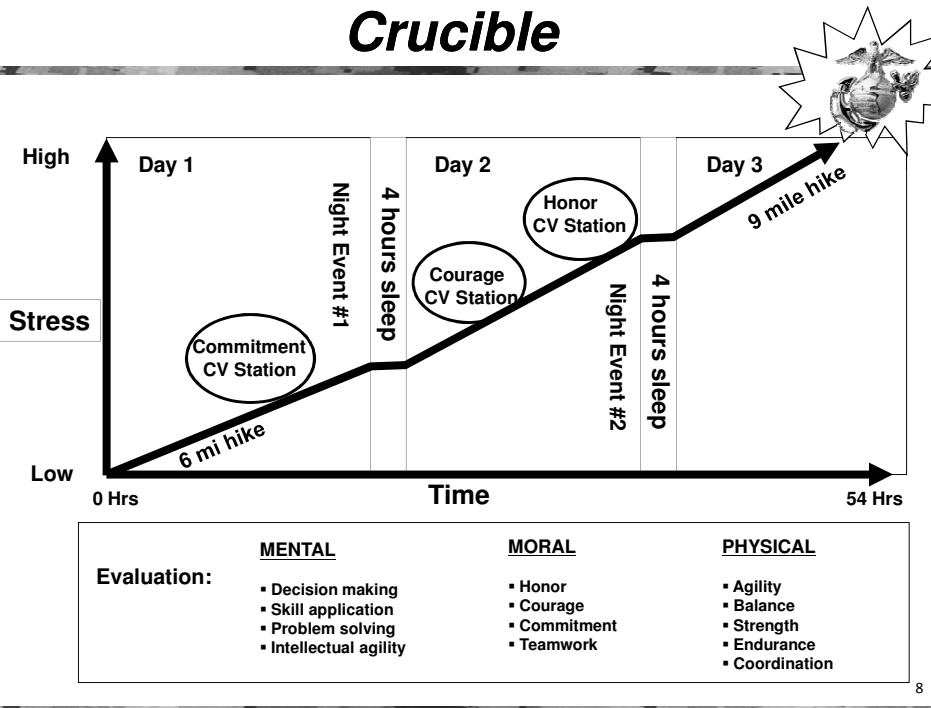 Crucible
High
Day 1
Day 2
Day 3
Night Event #1
4 hours sleep
Honor
CV Station
9 mile hike
Courage
CV Station
Stress
Commitment
CV Station
Night Event #2
4 hours sleep
6 mi hike
Low
0 Hrs
Time
54 Hrs
Evaluation:
MENTAL
▪ Decision making
▪ Skill application
▪ Problem solving
▪ Intellectual agility
MORAL
▪ Honor
▪ Courage
▪ Commitment
▪ Teamwork
PHYSICAL
▪ Agility
▪ Balance
▪ Strength
▪ Endurance
▪ Coordination
8